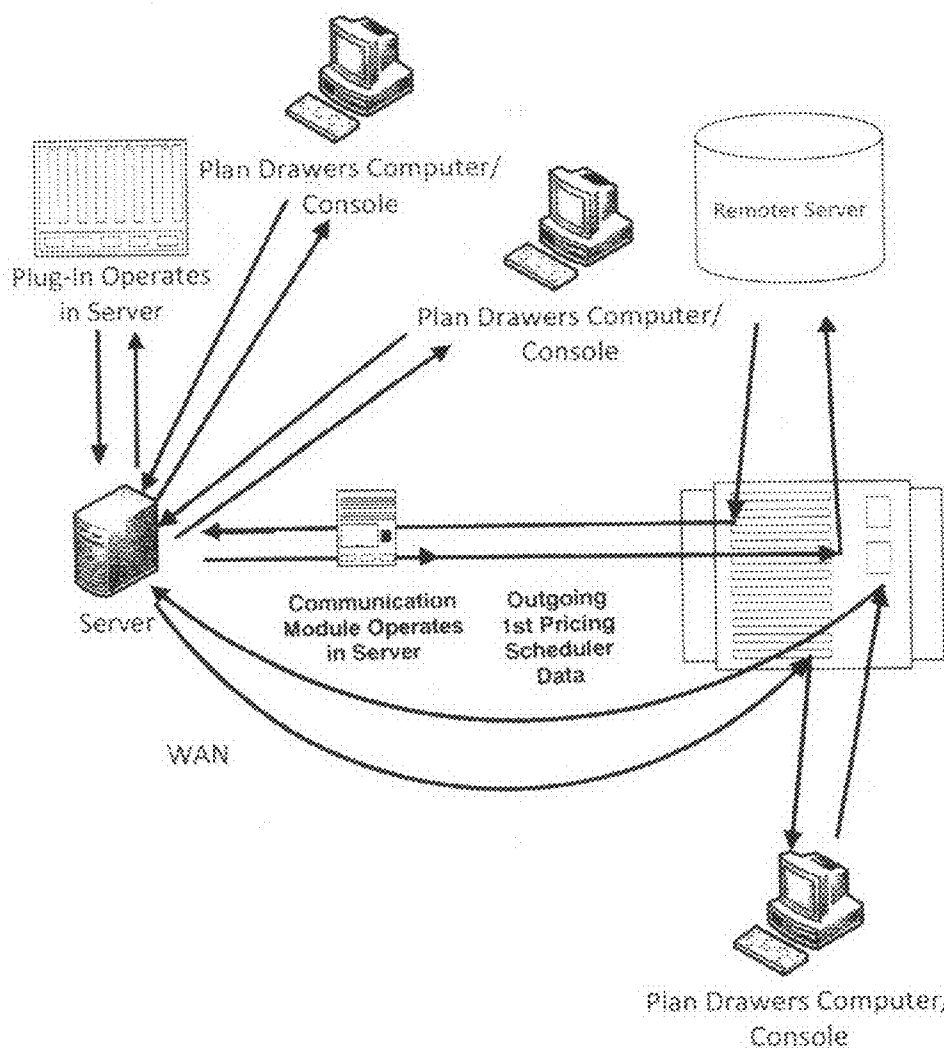 Plan Drawers Computer/
Console
Remoter Server
Plug-In Operates
in Server
Plan Drawers Computer/
Console
Server
Communication
Module Operates
in Server
Outgoing
1st Pricing
Scheduler
Data
WAN
Plan Drawers Computer/
Console